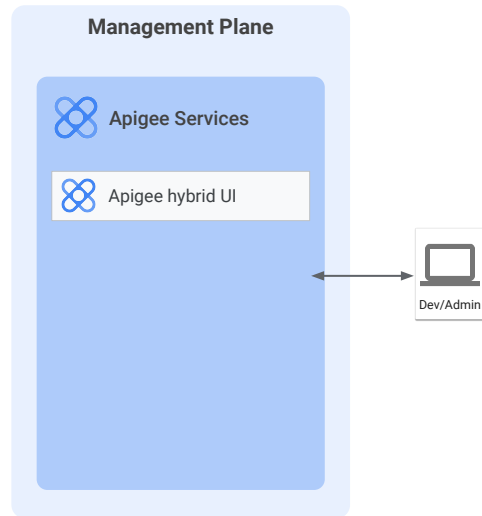 Management Plane
Apigee Services
Apigee hybrid UI
Dev/Admin